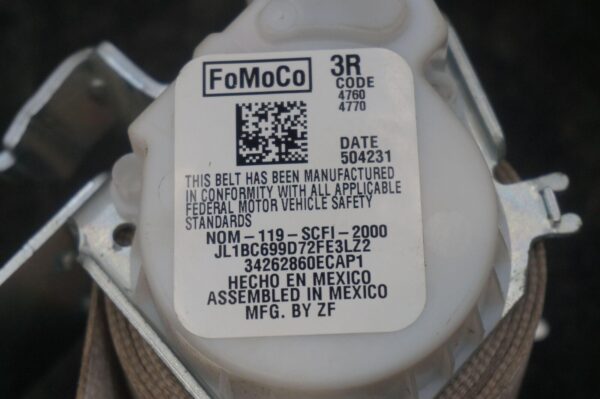 FoMoCo
3R
CODE
4760
4770
DATE
504231
THIS BELT HAS BEEN MANUFACTURED
IN CONFORMITY WITH ALL APPLICABLE
FEDERAL MOTOR VEHICLE SAFETY
STANDARDS
NOM-119-SCFI-2000
JL1BC699D72FE3LZ2
34262860ECAP1
HECHO EN MEXICO
ASSEMBLED IN MEXICO
MFG. BY ZF